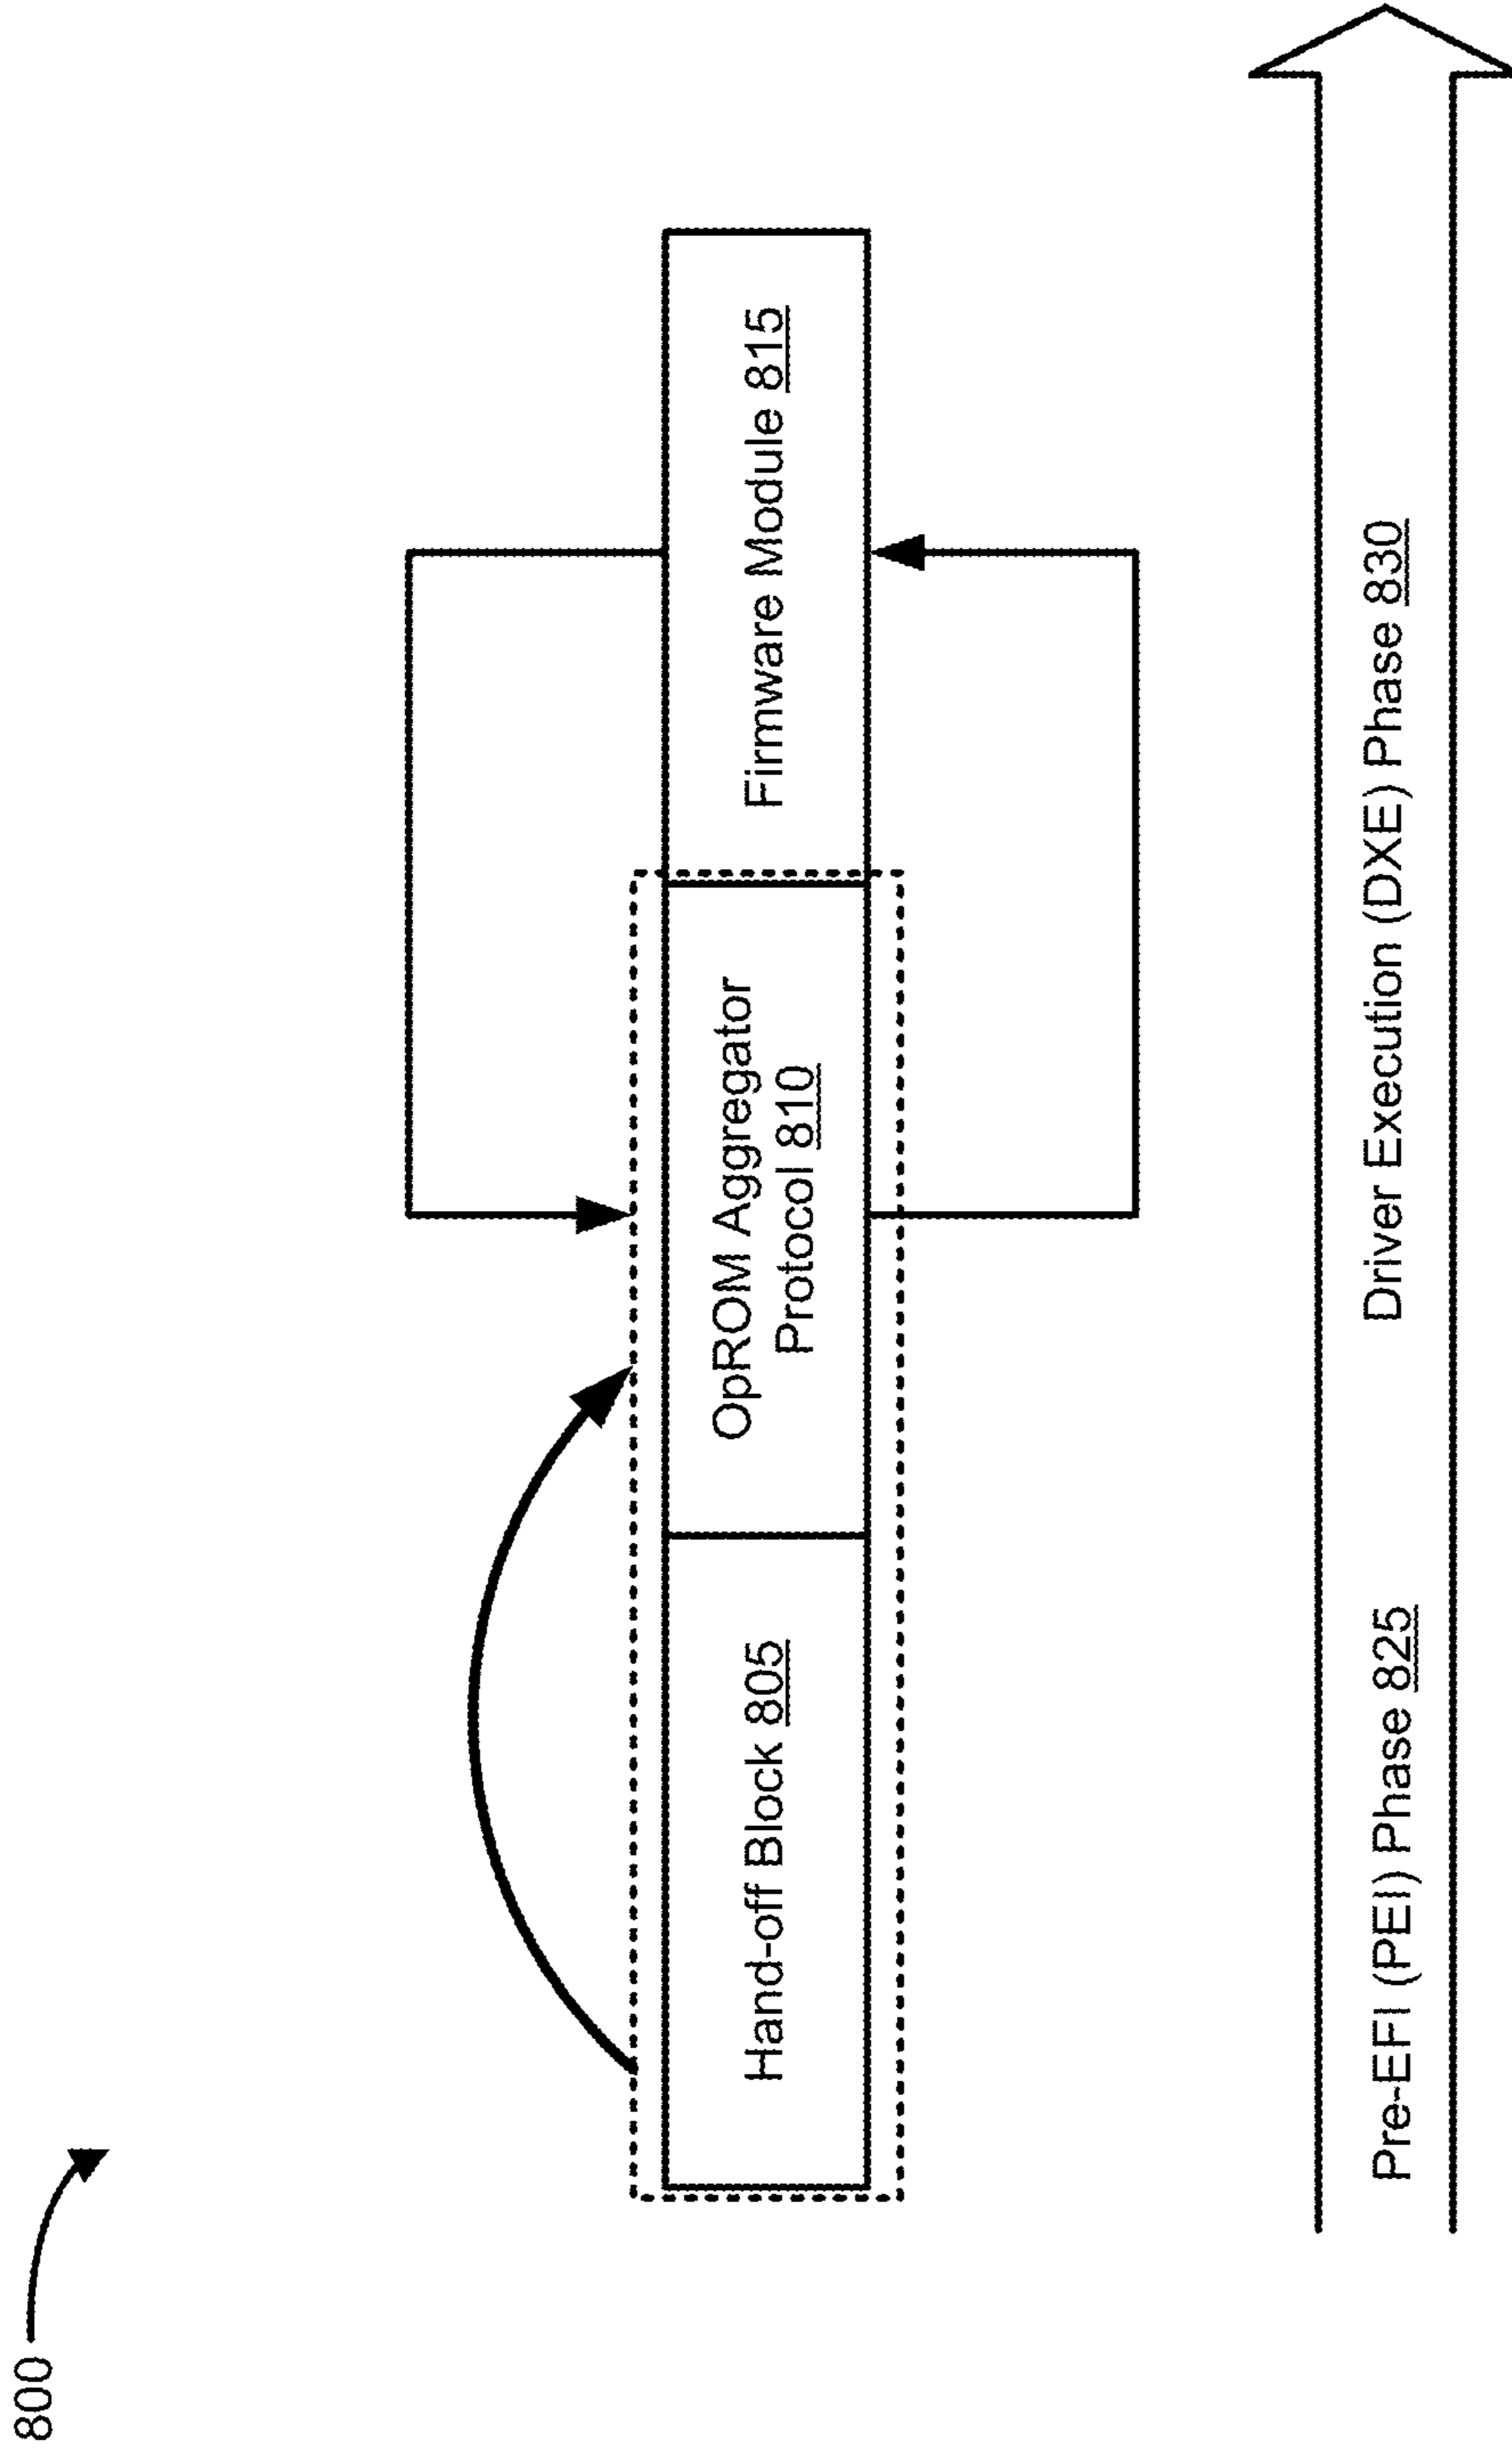 800
Hand-off Block 805
OpROM Aggregator
Protocol 810
Firmware Module 815
Pre-EFI (PEI) Phase 825
Driver Execution (DXE) Phase 830